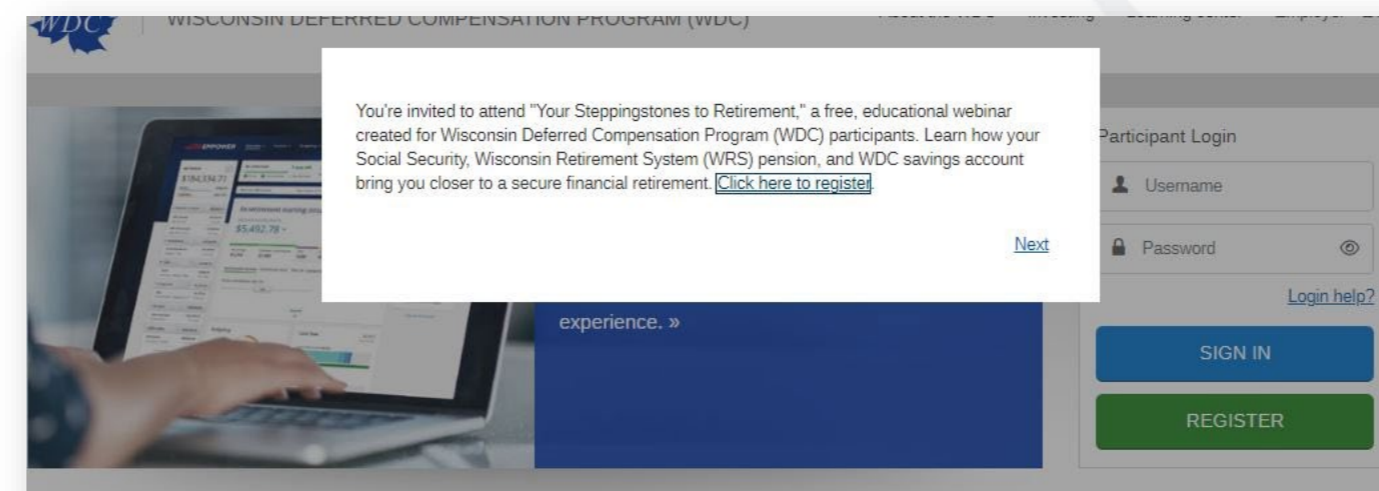 WDC
WISCONSIN DEFERRED COMPENSATION PROGRAM (WDC)
You're invited to attend "Your Steppingstones to Retirement," a free, educational webinar
created for Wisconsin Deferred Compensation Program (WDC) participants. Learn how your
Social Security, Wisconsin Retirement System (WRS) pension, and WDC savings account
bring you closer to a secure financial retirement. Click here to register.
Next
EMPOWER
$184,334.71
$5,492.78
experience. »
Participant Login
Username
Password
Login help?
SIGN IN
REGISTER